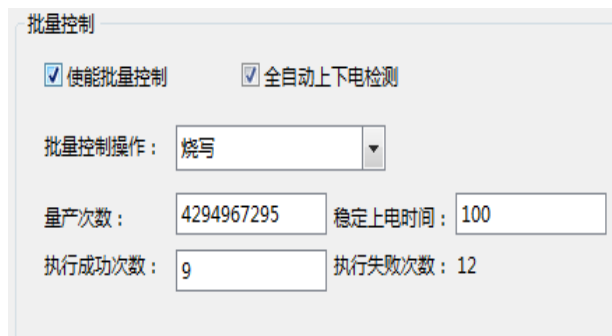 批量控制
使能批量控制 全自动上下电检测
批量控制操作： 烧写
量产次数： 4294967295 稳定上电时间： 100
执行成功次数： 9 执行失败次数： 12